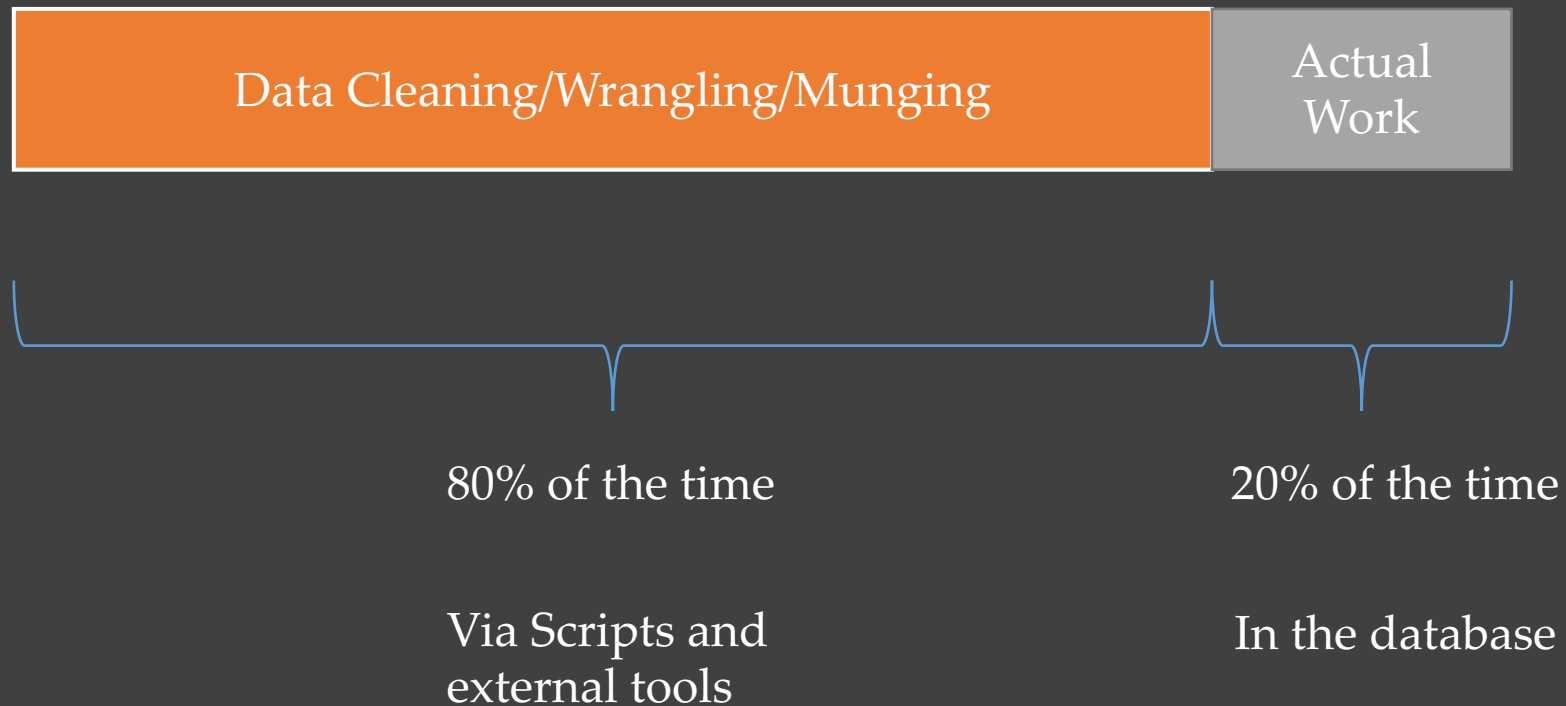 Data Cleaning/Wrangling/Munging
Actual
Work
80% of the time
20% of the time
Via Scripts and
external tools
In the database